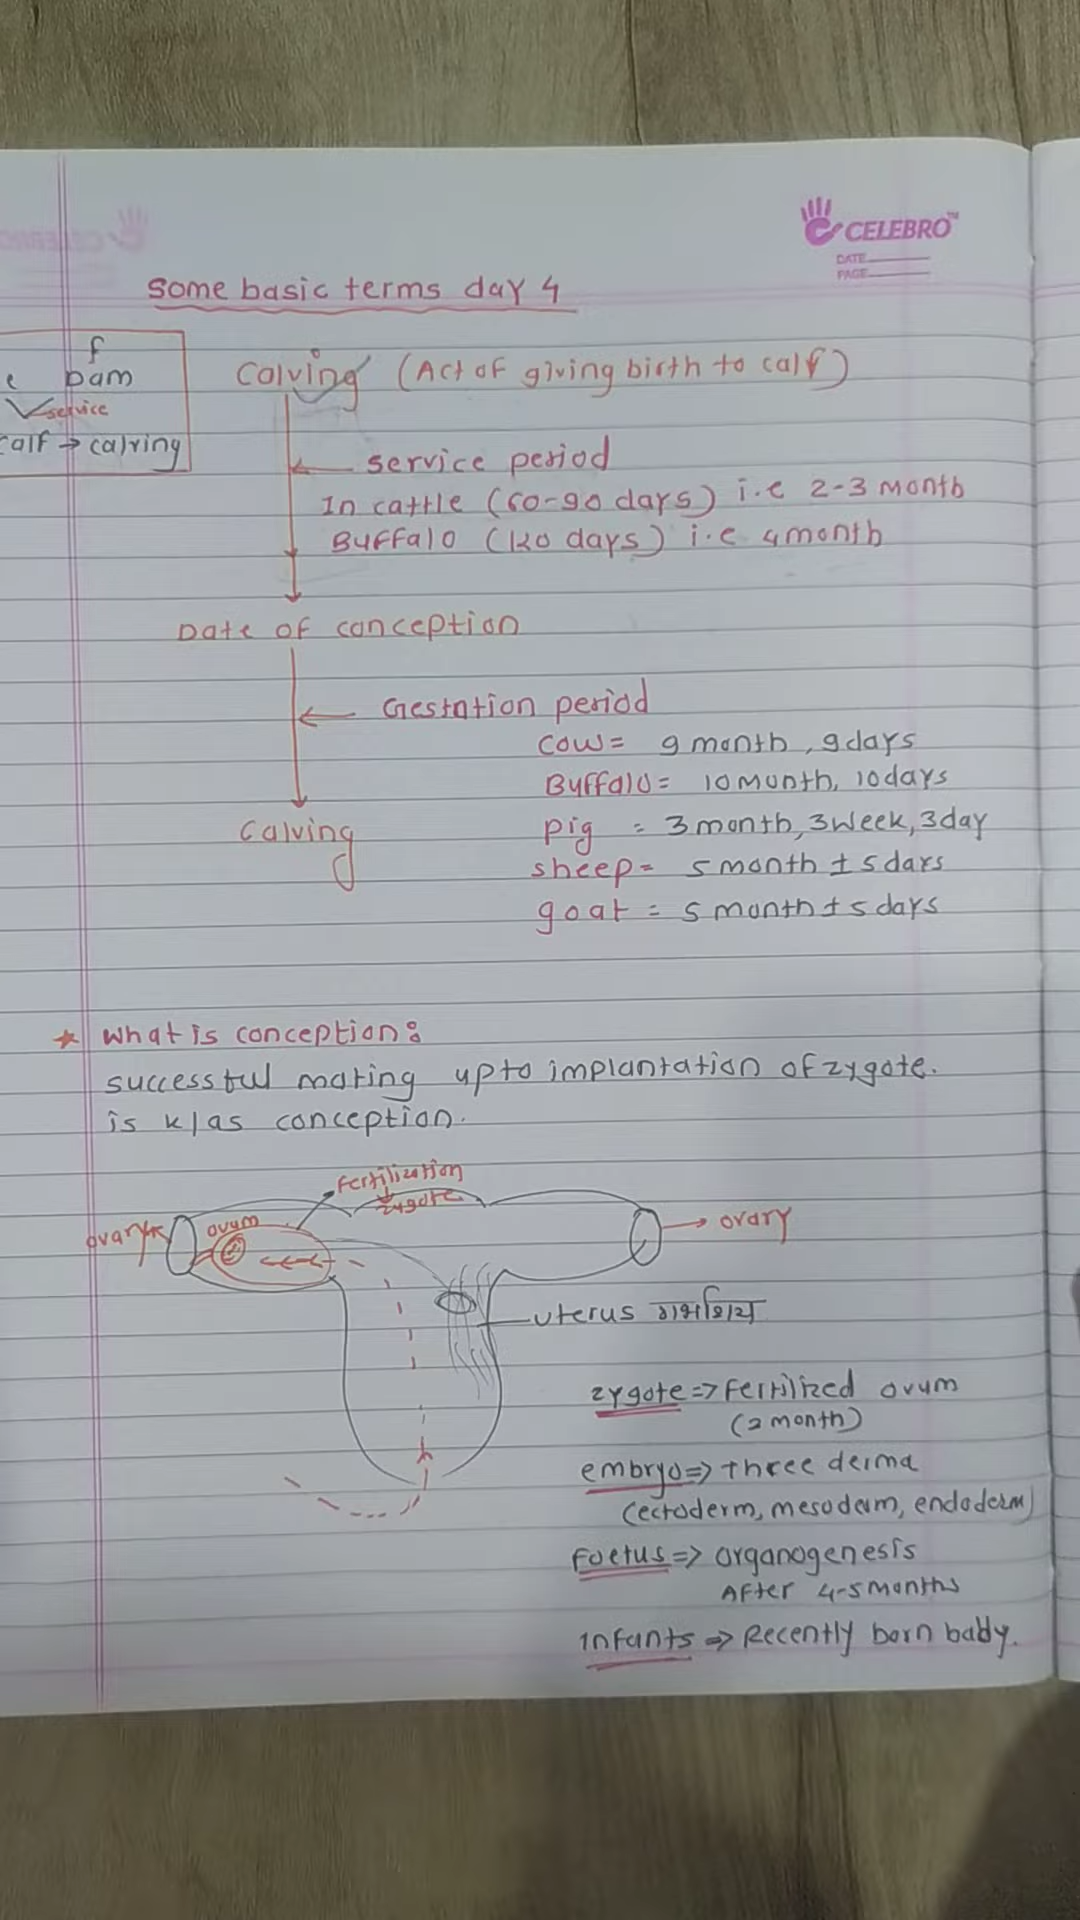 CELEBRO™
DATE
PAGE
some basic terms day 4
f
e Dam
service
calf → calving
Calving (Act of giving birth to calf)
← service period
In cattle (60-90 days) i.e 2-3 month
Buffalo (120 days) i.e 4 month
Date of conception
← Gestation period
cow = 9 month, 9 days
Buffalo = 10 month, 10 days
Calving
pig = 3 month, 3 week, 3 day
sheep = 5 month ± 5 days
goat = 5 month ± 5 days
★ What is conception:
successful mating upto implantation of zygote.
is k/as conception.
Fertilization
zygote
ovary
ovum
→ ovary
uterus गर्भाशय
zygote => Fertilized ovum
(2 month)
embryo => three derma
(ectoderm, mesoderm, endoderm)
Foetus => organogenesis
After 4-5 months
Infants => Recently born baby.